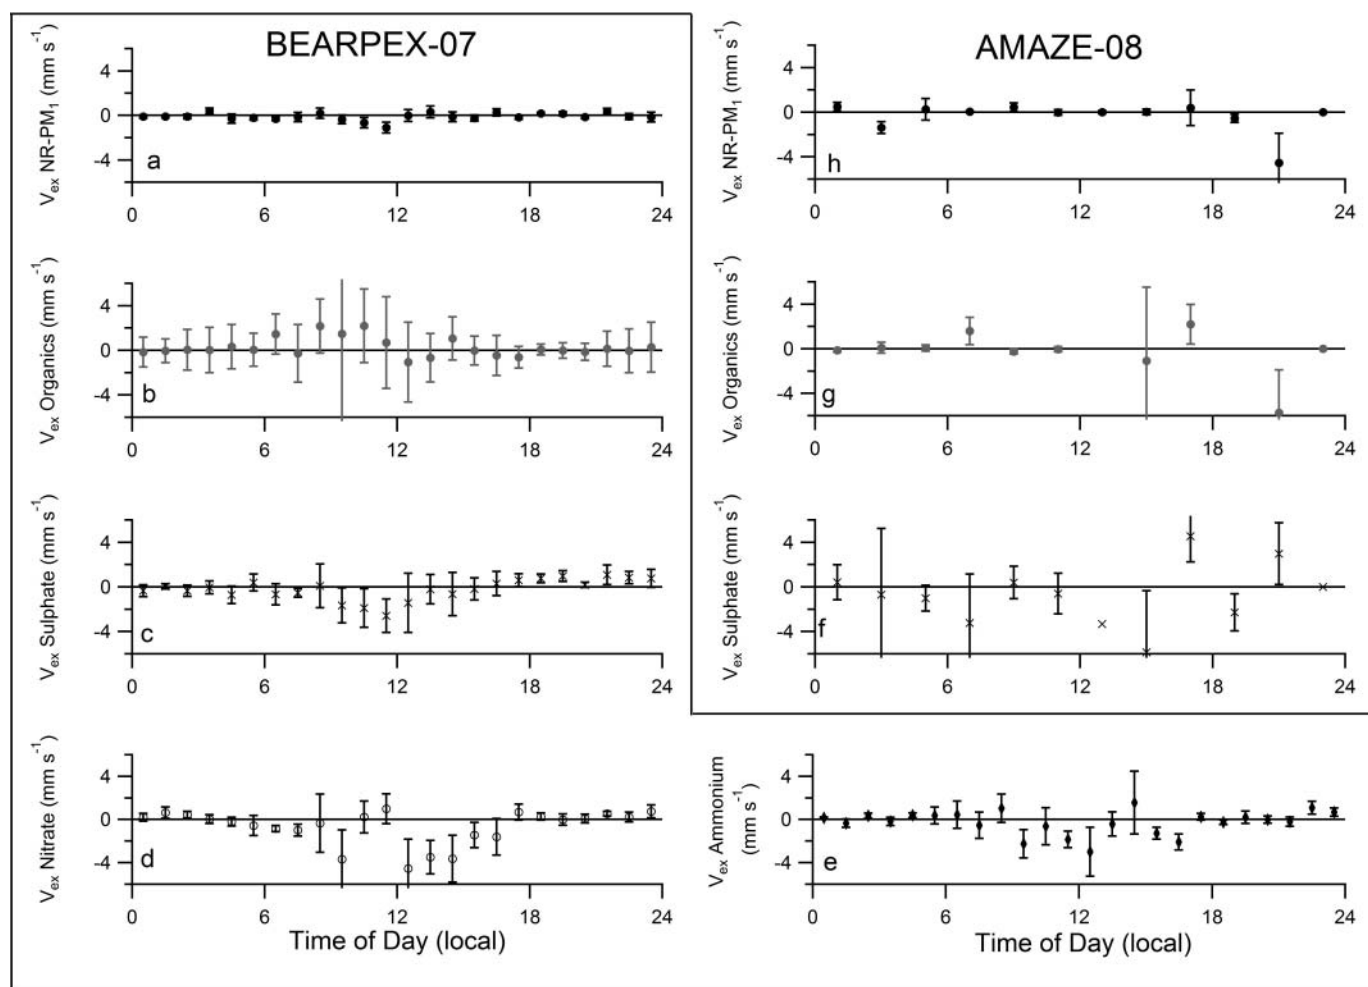 BEARPEX-07
V_ex NR-PM_1 (mm s^-1)
4
0
-4
a
0 6 12 18 24
V_ex Organics (mm s^-1)
4
0
-4
b
0 6 12 18 24
V_ex Sulphate (mm s^-1)
4
0
-4
c
0 6 12 18 24
V_ex Nitrate (mm s^-1)
4
0
-4
d
0 6 12 18 24
Time of Day (local)
AMAZE-08
V_ex NR-PM_1 (mm s^-1)
4
0
-4
h
0 6 12 18 24
V_ex Organics (mm s^-1)
4
0
-4
g
0 6 12 18 24
V_ex Sulphate (mm s^-1)
4
0
-4
f
0 6 12 18 24
V_ex Ammonium
(mm s^-1)
4
0
-4
e
0 6 12 18 24
Time of Day (local)